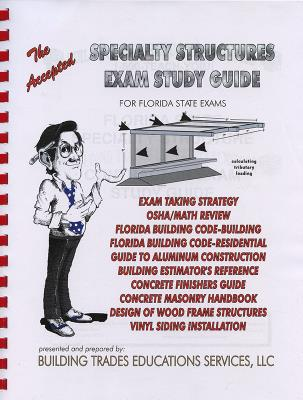 The Accepted
SPECIALTY STRUCTURES
EXAM STUDY GUIDE
FOR FLORIDA STATE EXAMS
calculating
tributary
loading
EXAM TAKING STRATEGY
OSHA/MATH REVIEW
FLORIDA BUILDING CODE-BUILDING
FLORIDA BUILDING CODE-RESIDENTIAL
GUIDE TO ALUMINUM CONSTRUCTION
BUILDING ESTIMATOR'S REFERENCE
CONCRETE FINISHERS GUIDE
CONCRETE MASONRY HANDBOOK
DESIGN OF WOOD FRAME STRUCTURES
VINYL SIDING INSTALLATION
presented and prepared by:
BUILDING TRADES EDUCATIONS SERVICES, LLC